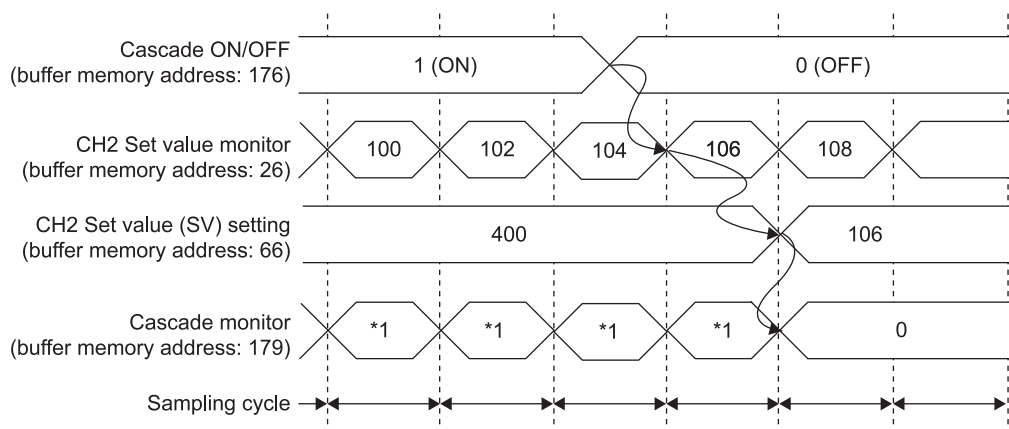 Cascade ON/OFF
(buffer memory address: 176)
1 (ON)
0 (OFF)
CH2 Set value monitor
(buffer memory address: 26)
100
102
104
106
108
CH2 Set value (SV) setting
(buffer memory address: 66)
400
106
Cascade monitor
(buffer memory address: 179)
*1
*1
*1
*1
0
Sampling cycle